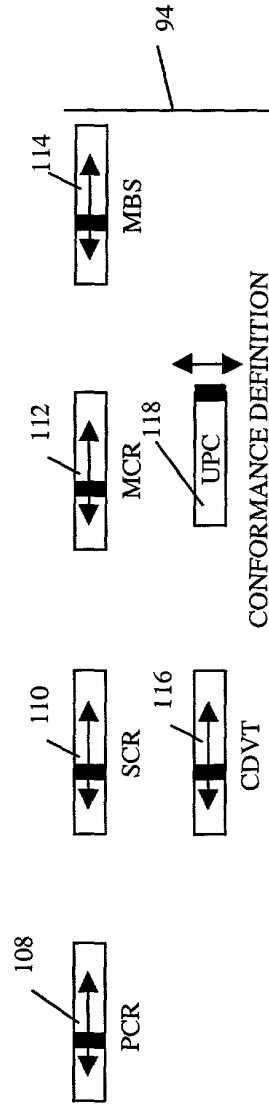 108
110
112
114
PCR
SCR
MCR
MBS
94
116
118
UPC
CDVT
CONFORMANCE DEFINITION